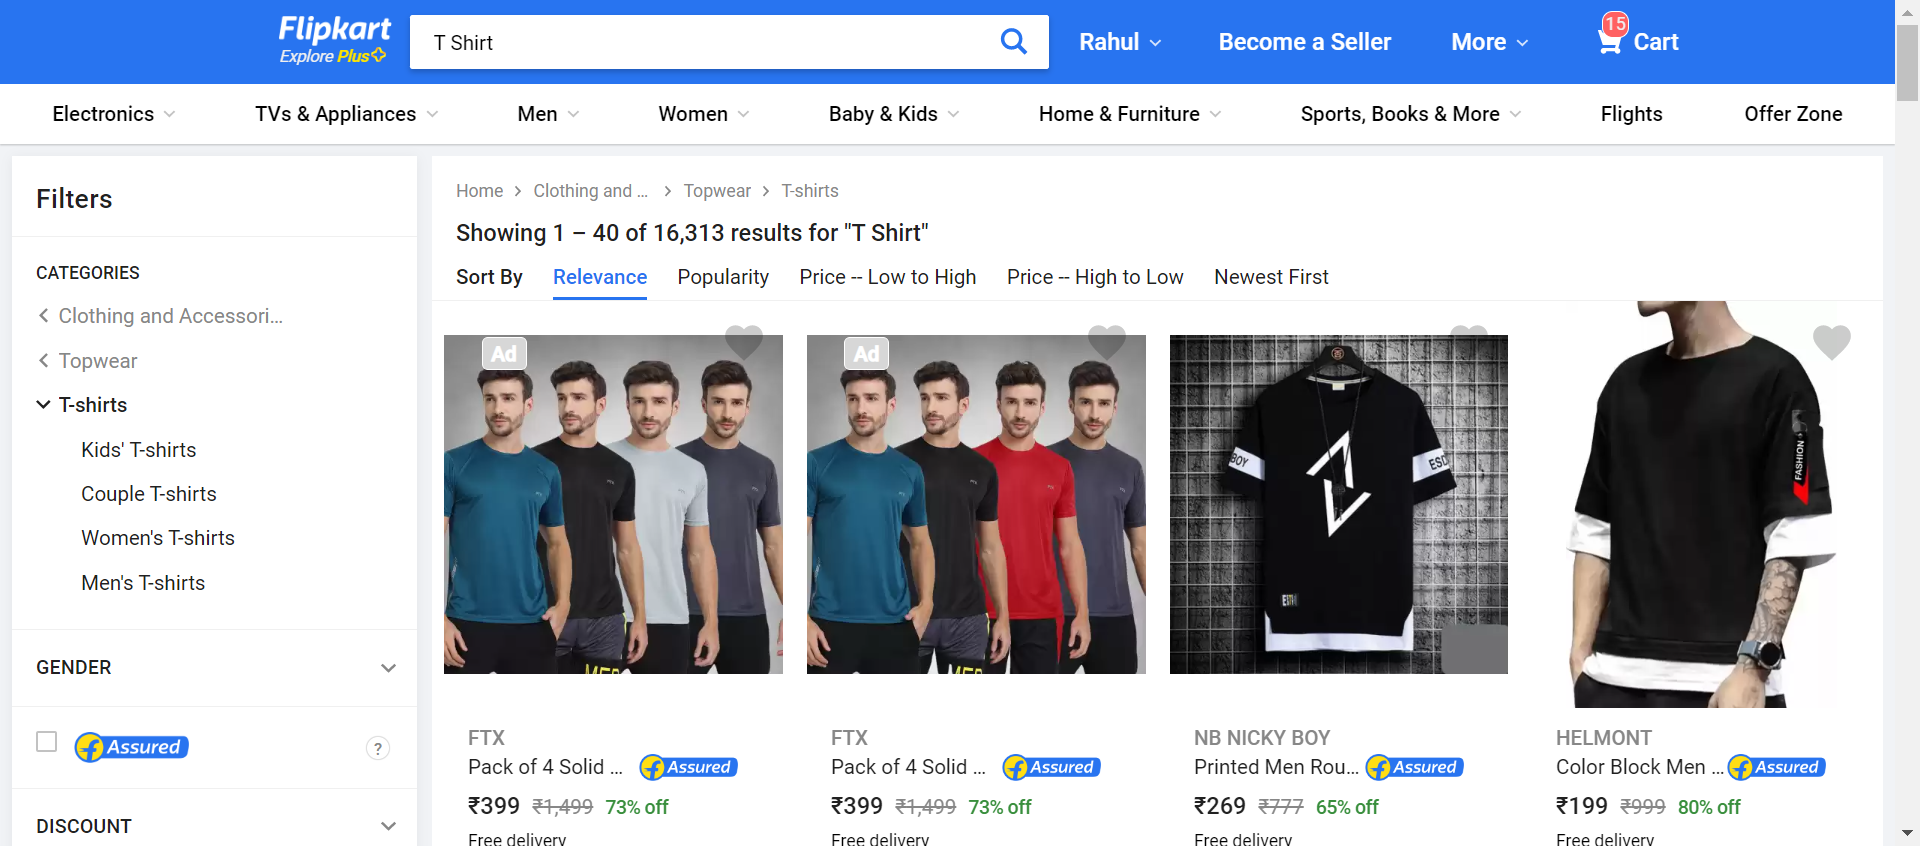 Flipkart
Explore Plus
T Shirt
Rahul
Become a Seller
More
15
Cart
Electronics
TVs & Appliances
Men
Women
Baby & Kids
Home & Furniture
Sports, Books & More
Flights
Offer Zone
Filters
CATEGORIES
Clothing and Accessori...
Topwear
T-shirts
Kids' T-shirts
Couple T-shirts
Women's T-shirts
Men's T-shirts
GENDER
Assured
?
DISCOUNT
Home > Clothing and ... > Topwear > T-shirts
Showing 1 – 40 of 16,313 results for "T Shirt"
Sort By Relevance Popularity Price -- Low to High Price -- High to Low Newest First
Ad
FTX
Pack of 4 Solid ... Assured
₹399 ₹1,499 73% off
Free delivery
Ad
FTX
Pack of 4 Solid ... Assured
₹399 ₹1,499 73% off
Free delivery
BOY
ESD
NB NICKY BOY
Printed Men Rou... Assured
₹269 ₹777 65% off
Free delivery
FASHION
HELMONT
Color Block Men ... Assured
₹199 ₹999 80% off
Free delivery